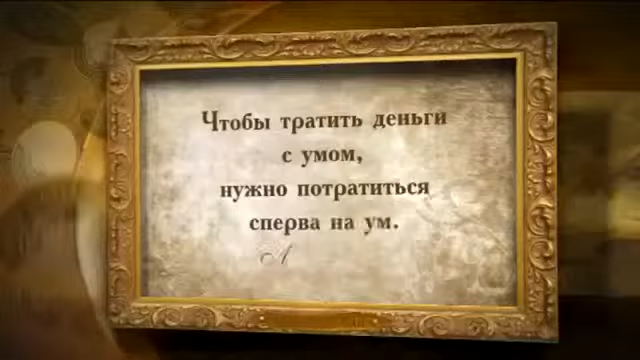 Чтобы тратить деньги
с умом,
нужно потратиться
сперва на ум.